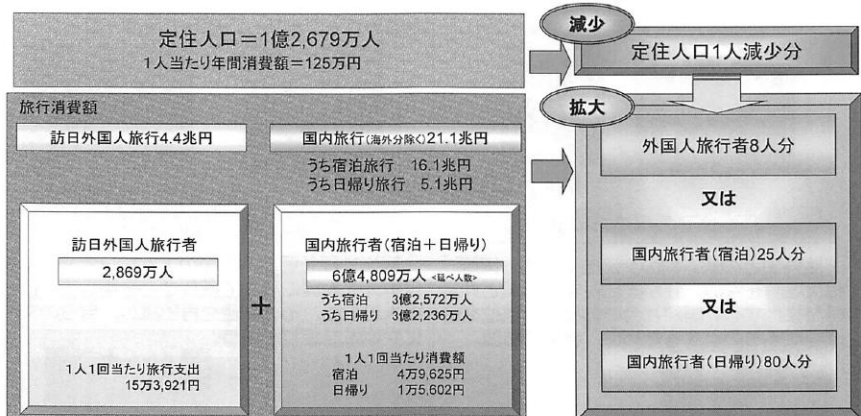 定住人口＝1億2,679万人
1人当たり年間消費額＝125万円
減少
定住人口1人減少分
旅行消費額
訪日外国人旅行4.4兆円
国内旅行(海外分除く)21.1兆円
うち宿泊旅行 16.1兆円
うち日帰り旅行 5.1兆円
訪日外国人旅行者
2,869万人
1人1回当たり旅行支出
15万3,921円
+
国内旅行者(宿泊＋日帰り)
6億4,809万人 <延べ人数>
うち宿泊 3億2,572万人
うち日帰り 3億2,236万人
1人1回当たり消費額
宿泊 4万9,625円
日帰り 1万5,602円
拡大
外国人旅行者8人分
又は
国内旅行者(宿泊)25人分
又は
国内旅行者(日帰り)80人分